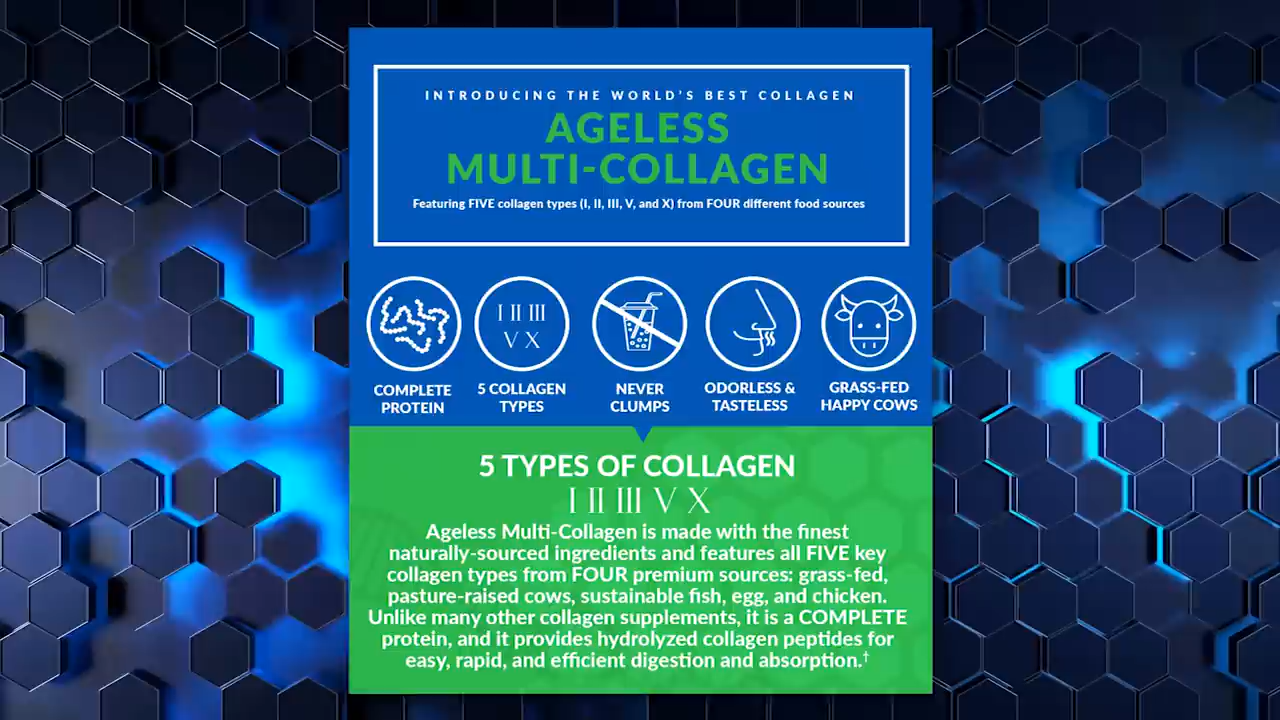 INTRODUCING THE WORLD'S BEST COLLAGEN
AGELESS
MULTI-COLLAGEN
Featuring FIVE collagen types (I, II, III, V, and X) from FOUR different food sources
I II III
V X
COMPLETE
PROTEIN
5 COLLAGEN
TYPES
NEVER
CLUMPS
ODORLESS &
TASTELESS
GRASS-FED
HAPPY COWS
5 TYPES OF COLLAGEN
I II III V X
Ageless Multi-Collagen is made with the finest
naturally-sourced ingredients and features all FIVE key
collagen types from FOUR premium sources: grass-fed,
pasture-raised cows, sustainable fish, egg, and chicken.
Unlike many other collagen supplements, it is a COMPLETE
protein, and it provides hydrolyzed collagen peptides for
easy, rapid, and efficient digestion and absorption.†